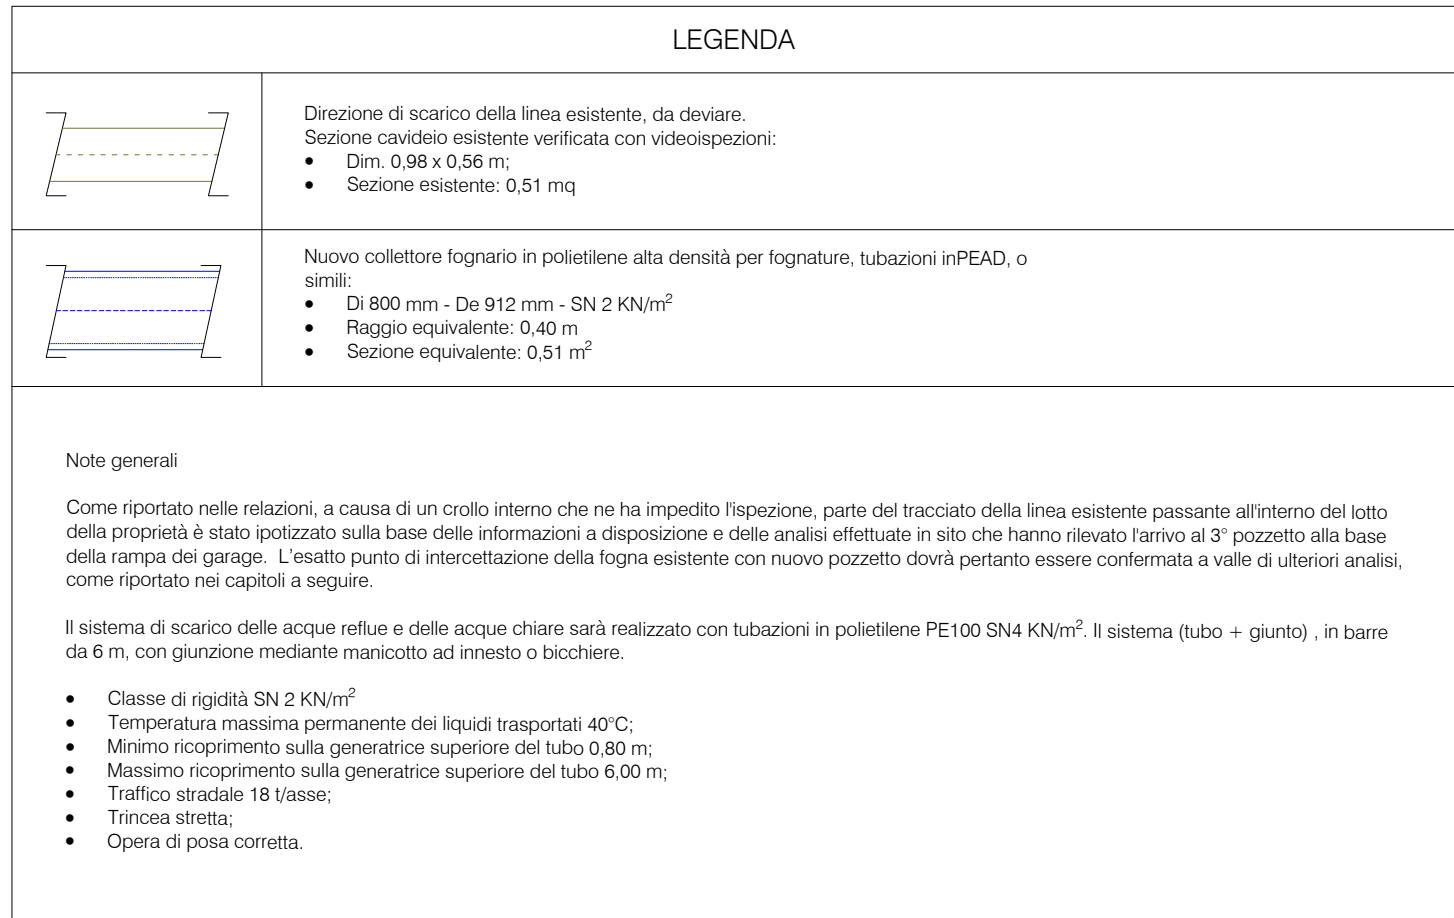 LEGENDA
Direzione di scarico della linea esistente, da deviare.
Sezione cavideio esistente verificata con videoispezioni:
• Dim. 0,98 x 0,56 m;
• Sezione esistente: 0,51 mq
Nuovo collettore fognario in polietilene alta densità per fognature, tubazioni inPEAD, o
simili:
• Di 800 mm - De 912 mm - SN 2 KN/m²
• Raggio equivalente: 0,40 m
• Sezione equivalente: 0,51 m²
Note generali
Come riportato nelle relazioni, a causa di un crollo interno che ne ha impedito l'ispezione, parte del tracciato della linea esistente passante all'interno del lotto
della proprietà è stato ipotizzato sulla base delle informazioni a disposizione e delle analisi effettuate in sito che hanno rilevato l'arrivo al 3° pozzetto alla base
della rampa dei garage. L'esatto punto di intercettazione della fogna esistente con nuovo pozzetto dovrà pertanto essere confermata a valle di ulteriori analisi,
come riportato nei capitoli a seguire.
Il sistema di scarico delle acque reflue e delle acque chiare sarà realizzato con tubazioni in polietilene PE100 SN4 KN/m². Il sistema (tubo + giunto) , in barre
da 6 m, con giunzione mediante manicotto ad innesto o bicchiere.
• Classe di rigidità SN 2 KN/m²
• Temperatura massima permanente dei liquidi trasportati 40°C;
• Minimo ricoprimento sulla generatrice superiore del tubo 0,80 m;
• Massimo ricoprimento sulla generatrice superiore del tubo 6,00 m;
• Traffico stradale 18 t/asse;
• Trincea stretta;
• Opera di posa corretta.